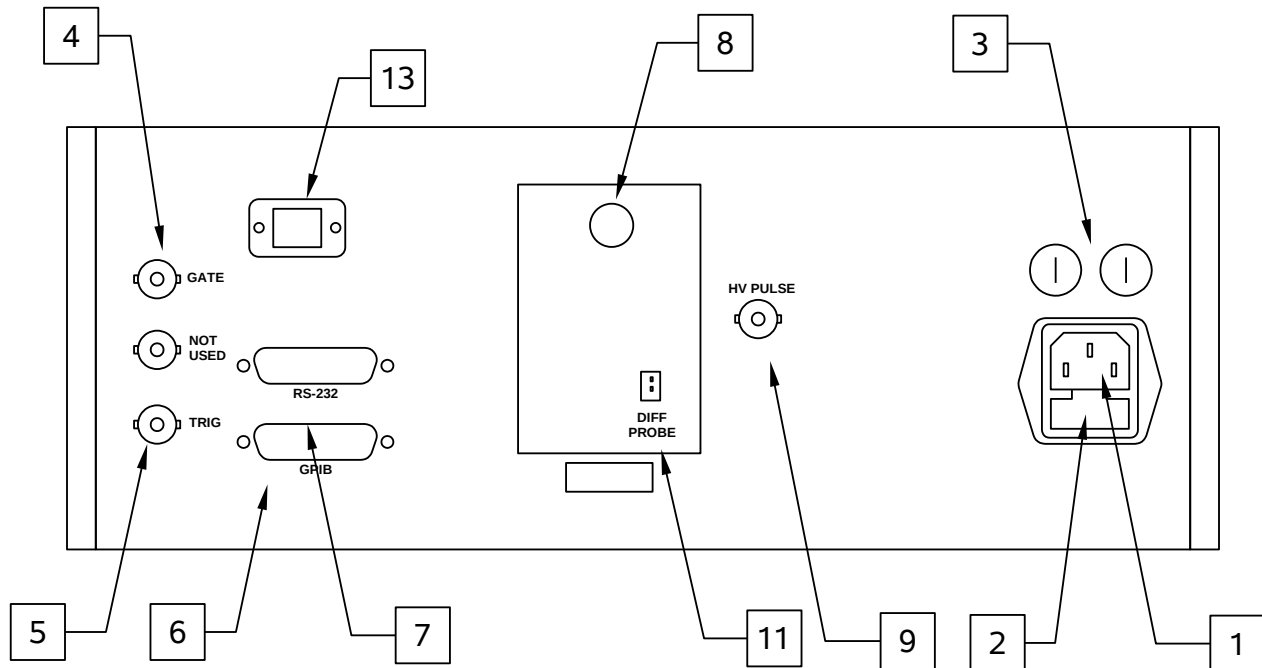 4
8
3
13
GATE
HV PULSE
NOT
USED
RS-232
TRIG
DIFF
PROBE
GPIB
5
6
7
11
9
2
1